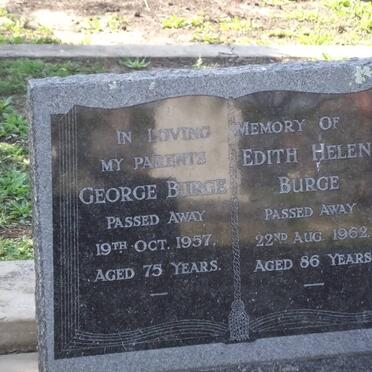 IN LOVING MEMORY OF
MY PARENTS
GEORGE BURGE
PASSED AWAY
19TH OCT. 1957.
AGED 75 YEARS.
EDITH HELEN
BURGE
PASSED AWAY
22ND AUG. 1962.
AGED 86 YEARS